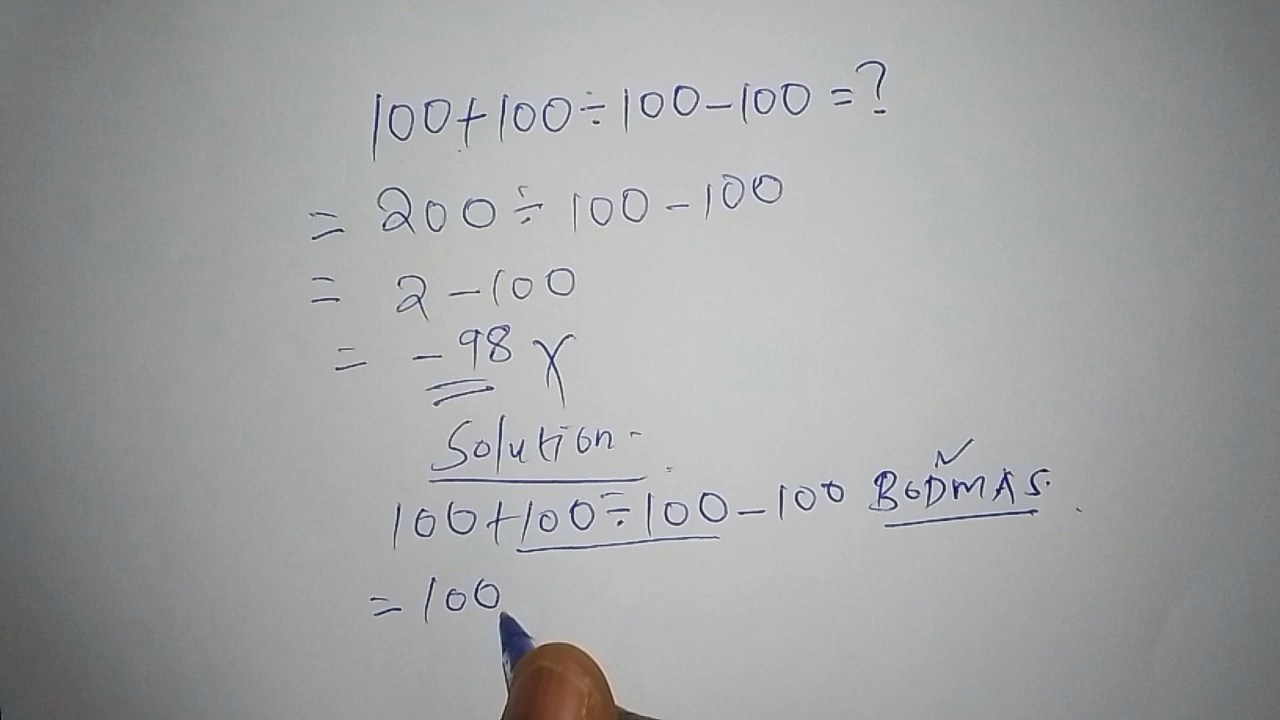 100+100÷100-100=?
= 200÷100-100
= 2-100
= -98 X
Solution-
100+100÷100-100 BODMAS.
= 100